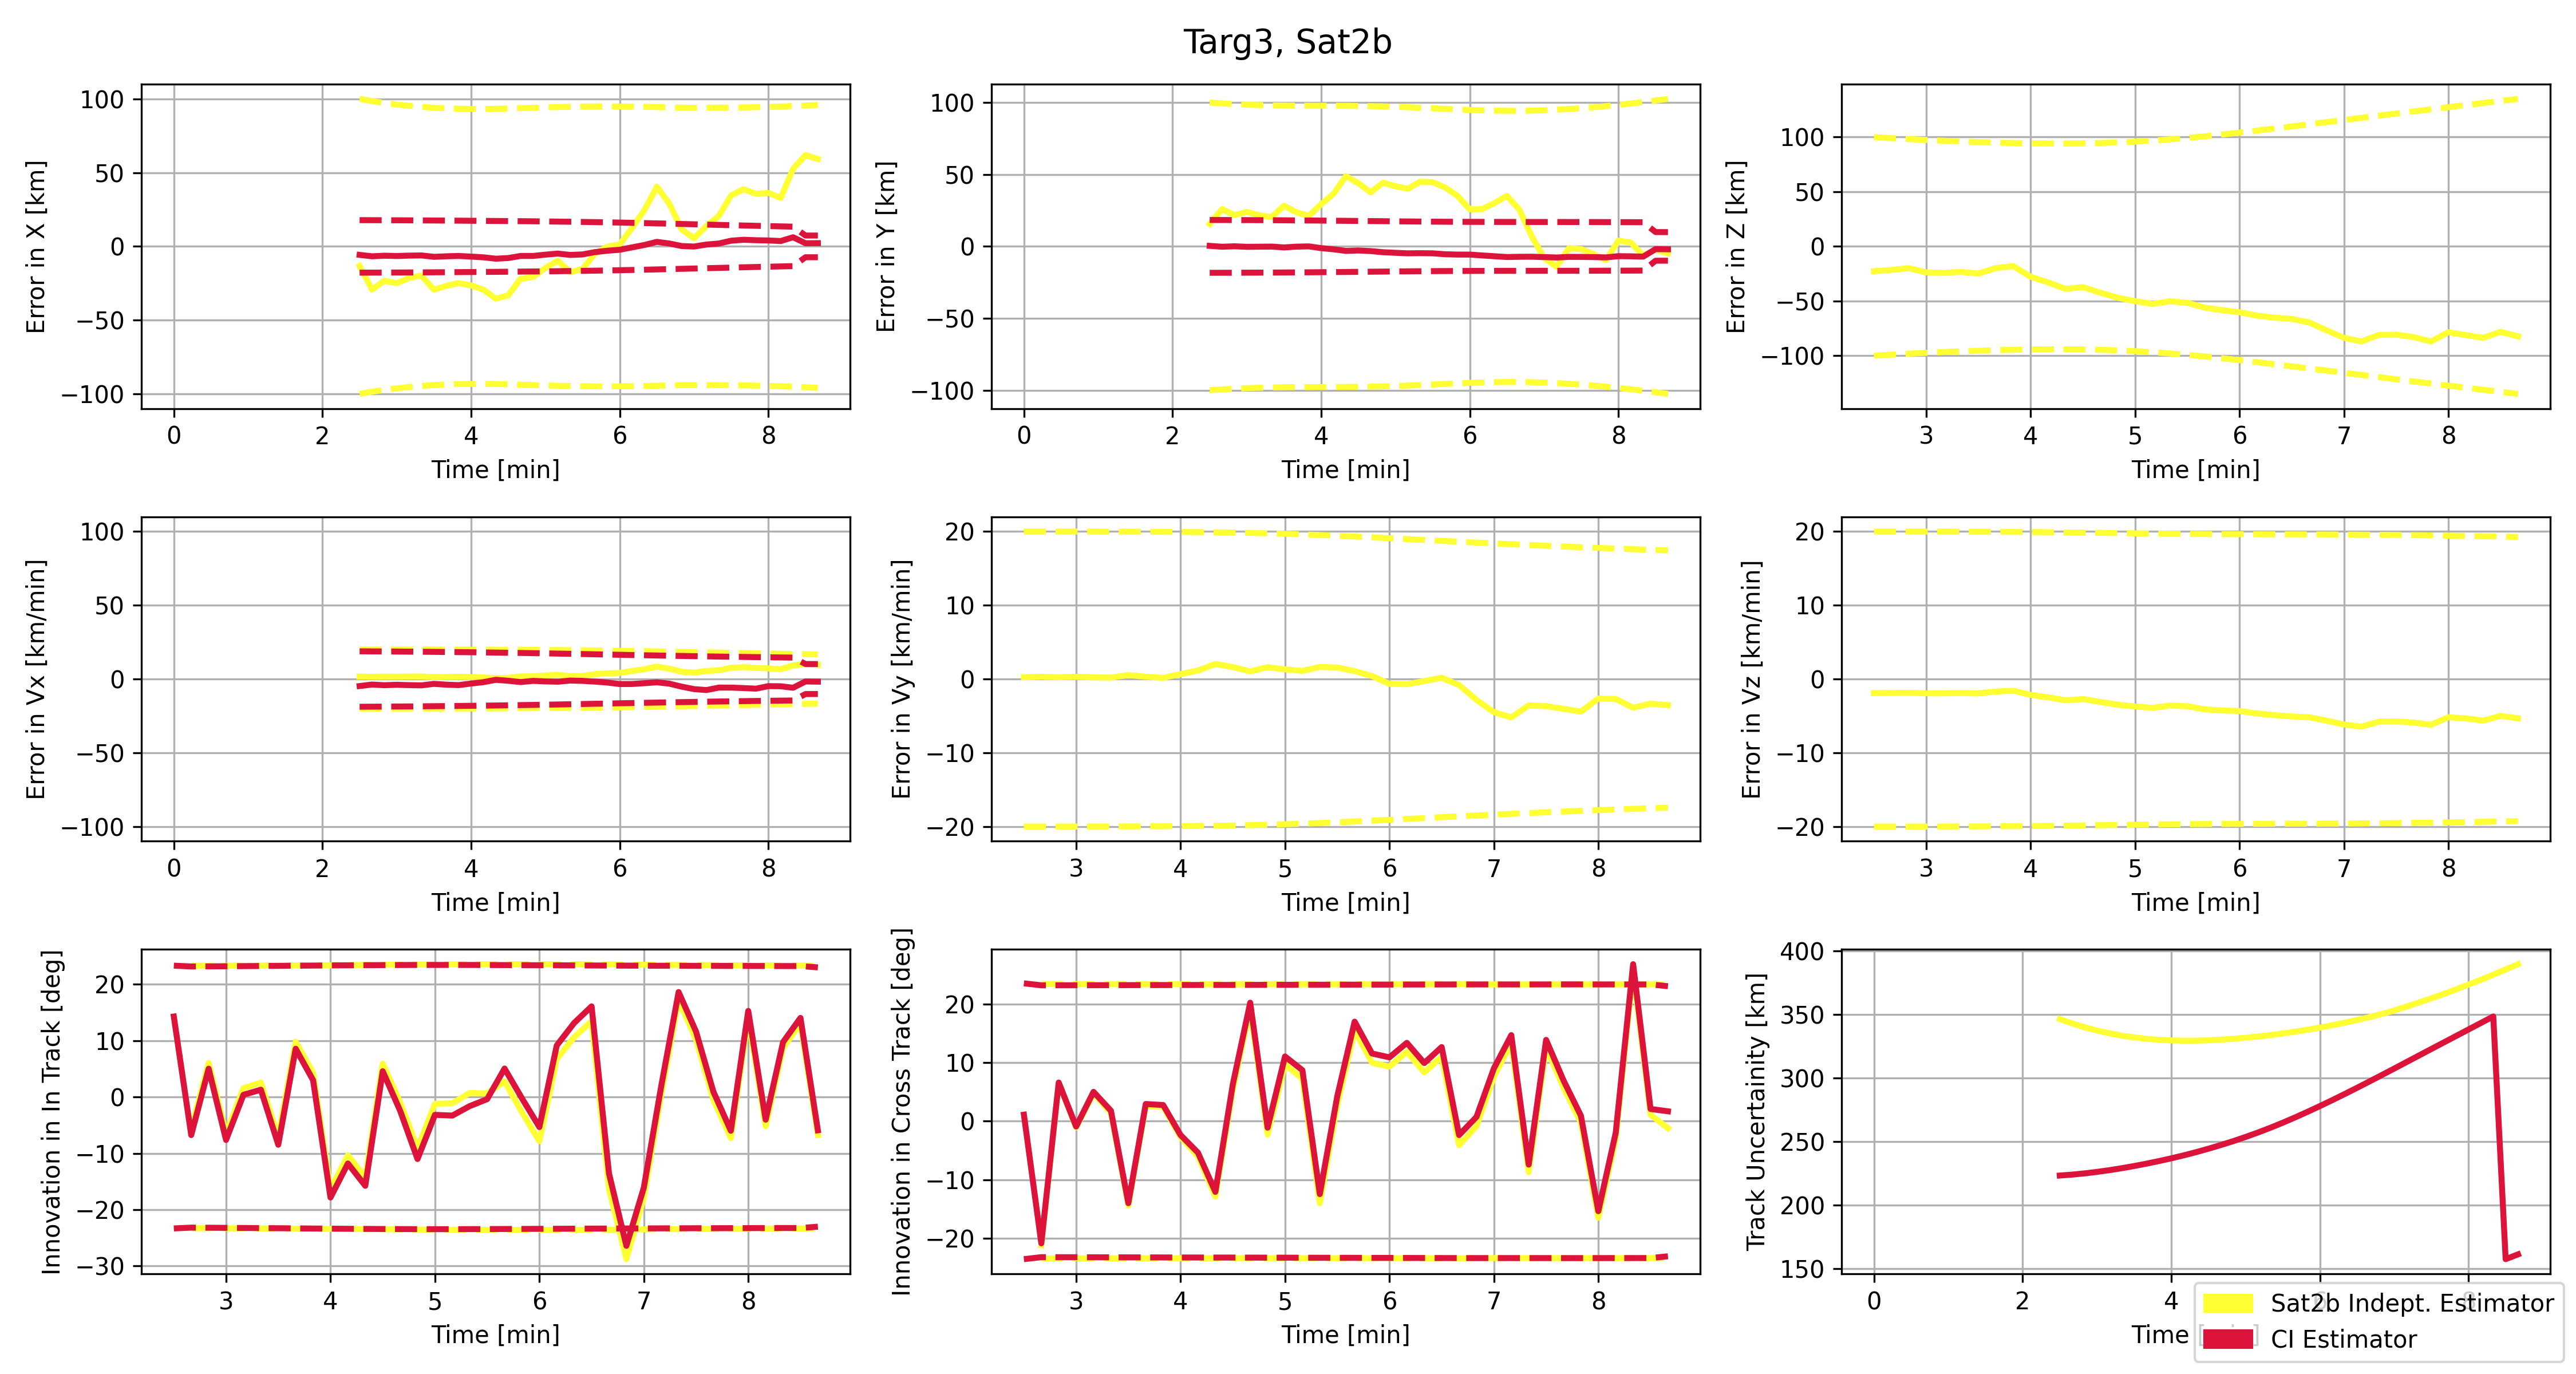 Targ3, Sat2b
Error in X [km]
100
50
0
−50
−100
0 2 4 6 8
Time [min]
Error in Y [km]
100
50
0
−50
−100
0 2 4 6 8
Time [min]
Error in Z [km]
100
50
0
−50
−100
3 4 5 6 7 8
Time [min]
Error in Vx [km/min]
100
50
0
−50
−100
0 2 4 6 8
Time [min]
Error in Vy [km/min]
20
10
0
−10
−20
3 4 5 6 7 8
Time [min]
Error in Vz [km/min]
20
10
0
−10
−20
3 4 5 6 7 8
Time [min]
Innovation in In Track [deg]
20
10
0
−10
−20
−30
3 4 5 6 7 8
Time [min]
Innovation in Cross Track [deg]
20
10
0
−10
−20
3 4 5 6 7 8
Time [min]
Track Uncertainity [km]
400
350
300
250
200
150
0 2 4 6 8
Time
Sat2b Indept. Estimator
CI Estimator